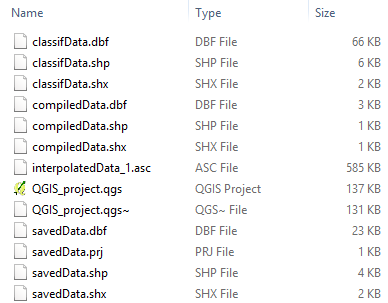 Name Type Size
classifData.dbf DBF File 66 KB
classifData.shp SHP File 6 KB
classifData.shx SHX File 2 KB
compiledData.dbf DBF File 3 KB
compiledData.shp SHP File 1 KB
compiledData.shx SHX File 1 KB
interpolatedData_1.asc ASC File 585 KB
QGIS_project.qgs QGIS Project 137 KB
QGIS_project.qgs~ QGS~ File 131 KB
savedData.dbf DBF File 23 KB
savedData.prj PRJ File 1 KB
savedData.shp SHP File 4 KB
savedData.shx SHX File 2 KB